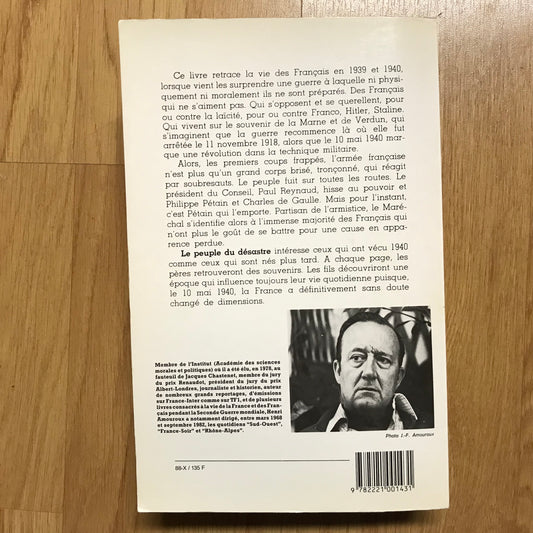 Ce livre retrace la vie des Français en 1939 et 1940,
lorsque vient les surprendre une guerre à laquelle ni physi-
quement ni moralement ils ne sont préparés. Des Français
qui ne s'aiment pas. Qui s'opposent et se querellent, pour
ou contre la laïcité, pour ou contre Franco, Hitler, Staline.
Qui vivent sur le souvenir de la Marne et de Verdun, qui
s'imaginent que la guerre recommence là où elle fut
arrêtée le 11 novembre 1918, alors que le 10 mai 1940 mar-
que une révolution dans la technique militaire.
Alors, les premiers coups frappés, l'armée française
n'est plus qu'un grand corps brisé, tronçonné, qui réagit
par soubresauts. Le peuple fuit sur toutes les routes. Le
président du Conseil, Paul Reynaud, hisse au pouvoir et
Philippe Pétain et Charles de Gaulle. Mais pour l'instant,
c'est Pétain qui l'emporte. Partisan de l'armistice, le Maré-
chal s'identifie alors à l'immense majorité des Français qui
n'ont plus le goût de se battre pour une cause en appa-
rence perdue.
Le peuple du désastre intéresse ceux qui ont vécu 1940
comme ceux qui sont nés plus tard. A chaque page, les
pères retrouveront des souvenirs. Les fils découvriront une
époque qui influence toujours leur vie quotidienne puisque,
le 10 mai 1940, la France a définitivement sans doute
changé de dimensions.
Membre de l'Institut (Académie des sciences
morales et politiques) où il a été élu, en 1978, au
fauteuil de Jacques Chastenet, membre du jury
du prix Renaudot, président du jury du prix
Albert-Londres, journaliste et historien, auteur
de nombreux grands reportages, d'émissions
sur France-Inter comme sur TF1, et de plusieurs
livres consacrés à la vie de la France et des Fran-
çais pendant la Seconde Guerre mondiale, Henri
Amouroux a notamment dirigé, entre mars 1968
et septembre 1982, les quotidiens "Sud-Ouest",
"France-Soir" et "Rhône-Alpes".
Photo J.-F. Amouroux
88-X / 135 F
9 782221 001431